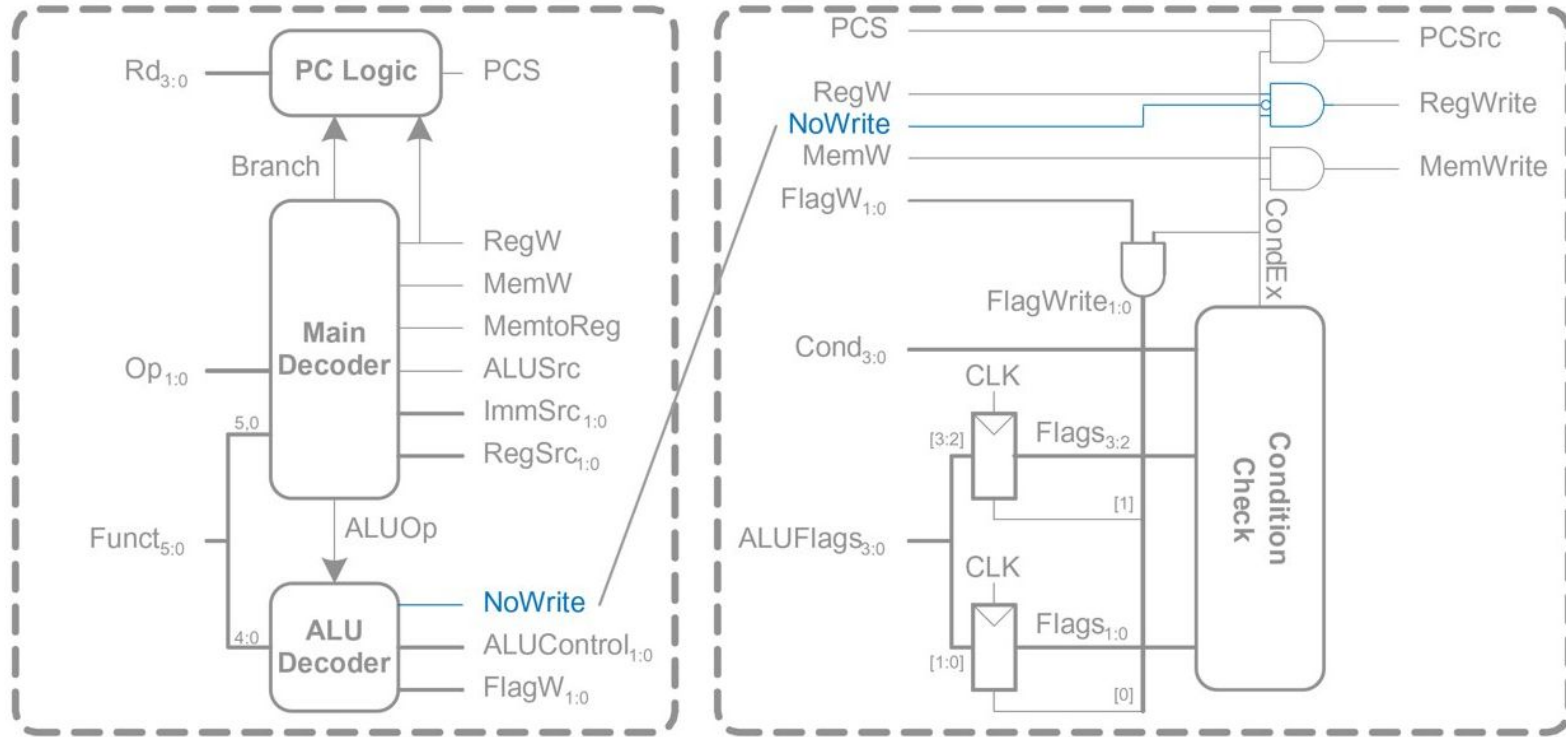 Rd3:0
PC Logic
PCS
Branch
RegW
MemW
MemtoReg
Main
Decoder
ALUSrc
Op1:0
ImmSrc1:0
5,0
RegSrc1:0
ALUOp
Funct5:0
NoWrite
4:0
ALU
Decoder
ALUControl1:0
FlagW1:0
PCS
PCSrc
RegW
RegWrite
NoWrite
MemW
MemWrite
FlagW1:0
CondEx
FlagWrite1:0
Cond3:0
CLK
[3:2]
Flags3:2
[1]
Condition
Check
ALUFlags3:0
CLK
Flags1:0
[1:0]
[0]